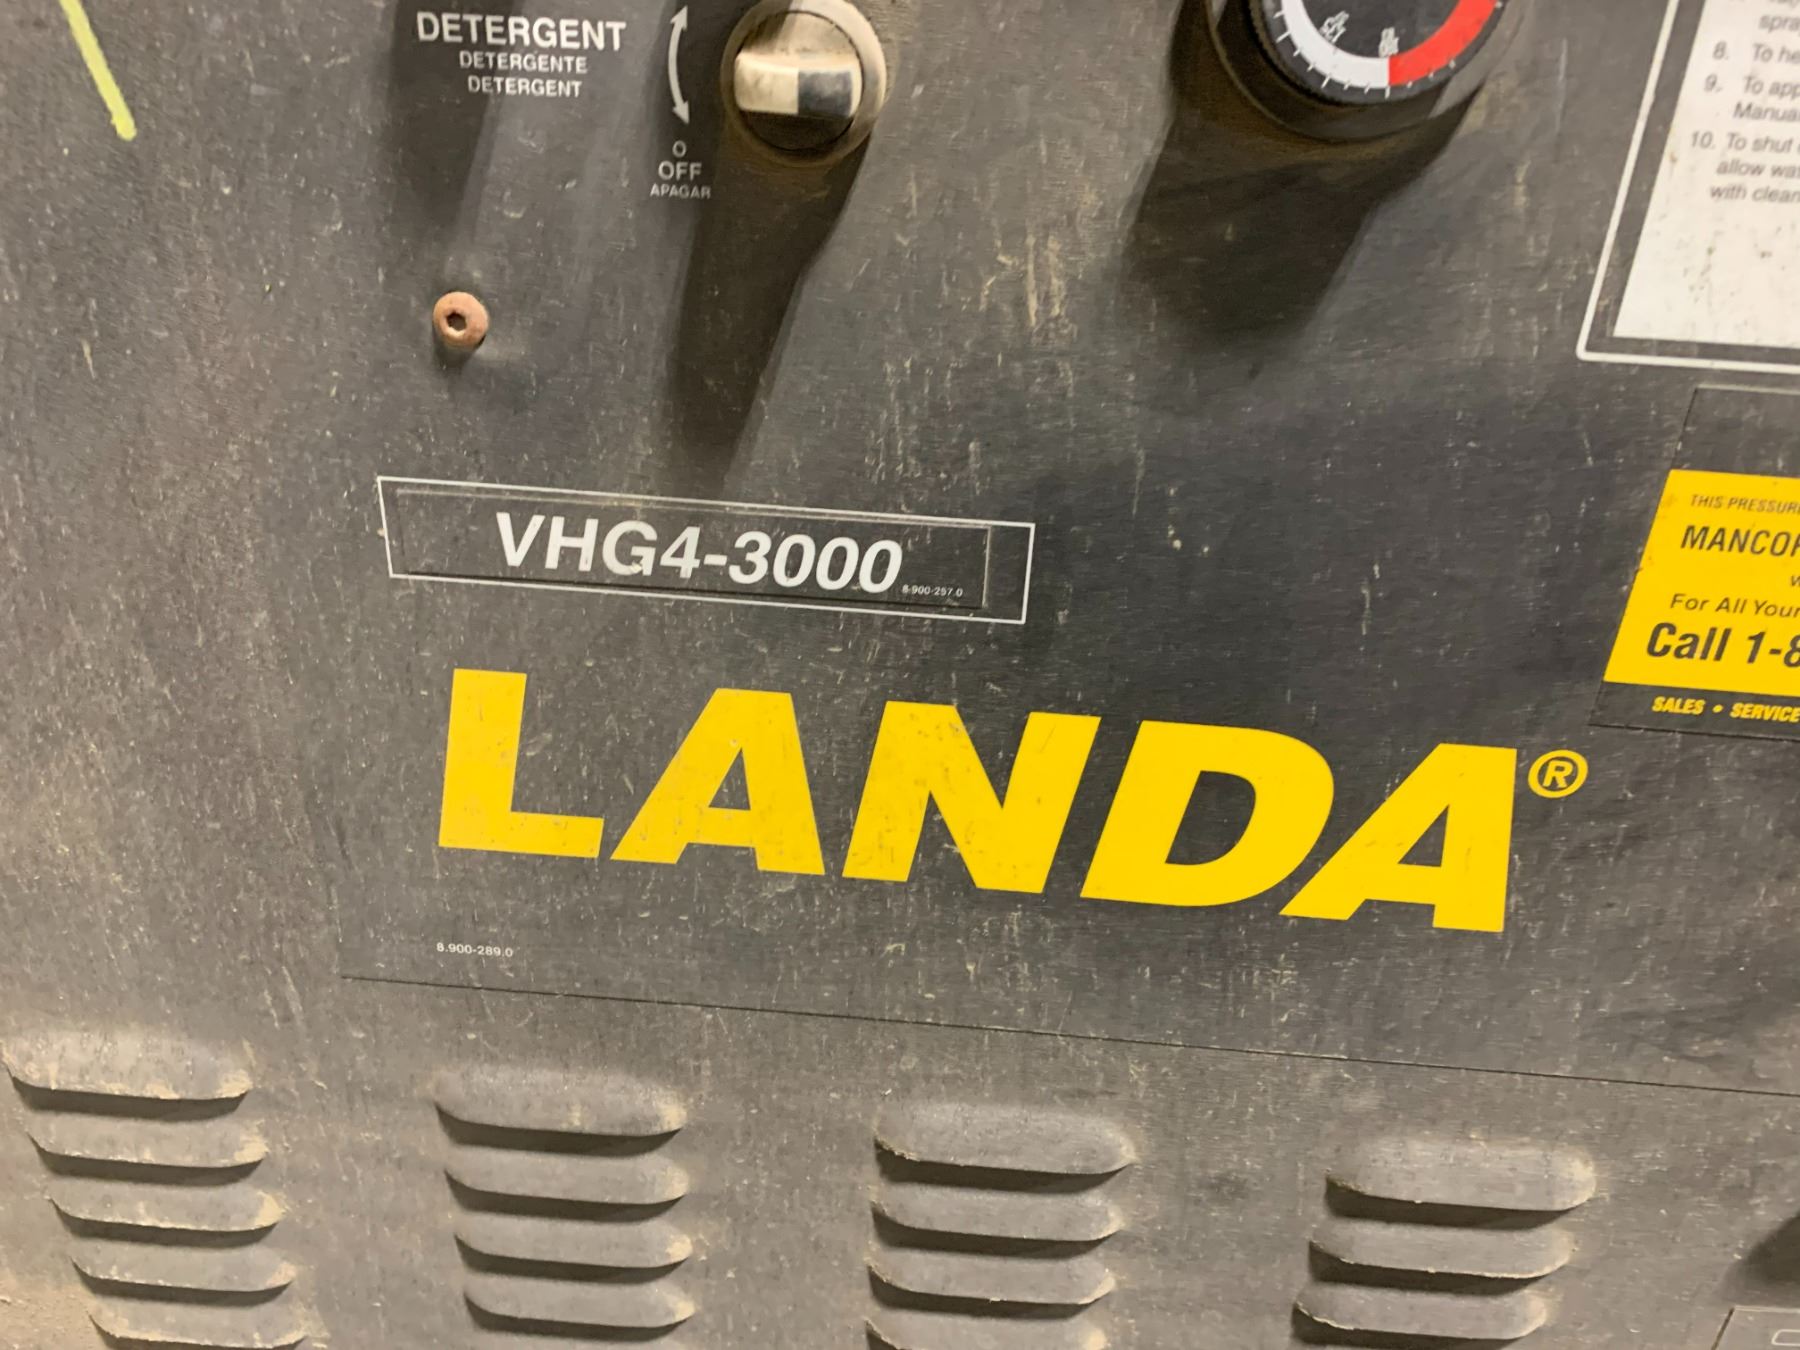 DETERGENT
DETERGENTE
DETERGENT
O
OFF
APAGAR
8. To he
9. To app
Manua
10. To shut
allow wat
with clean
VHG4-3000
8.900-257.0
THIS PRESSURE
MANCOR
For All Your
Call 1-8
SALES • SERVICE
LANDA®
8.900-289.0